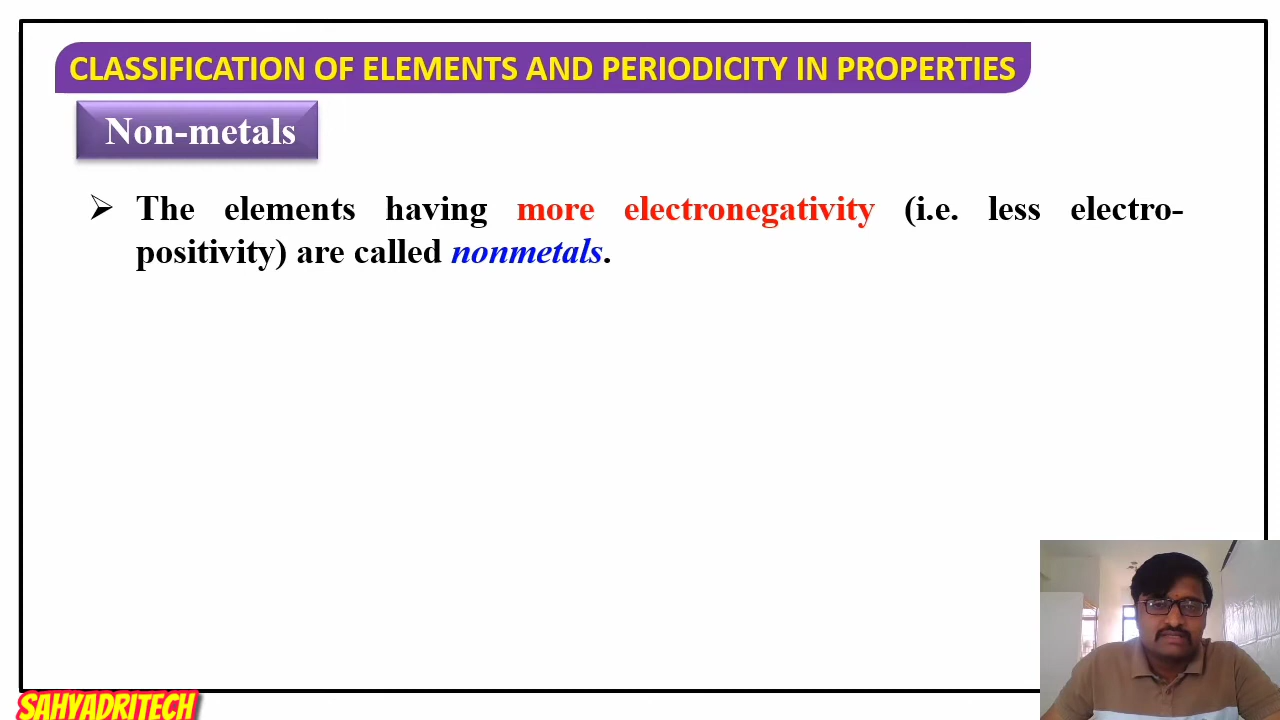 CLASSIFICATION OF ELEMENTS AND PERIODICITY IN PROPERTIES
Non-metals
➢ The elements having more electronegativity (i.e. less electro-
positivity) are called nonmetals.
SAHYADRITECH